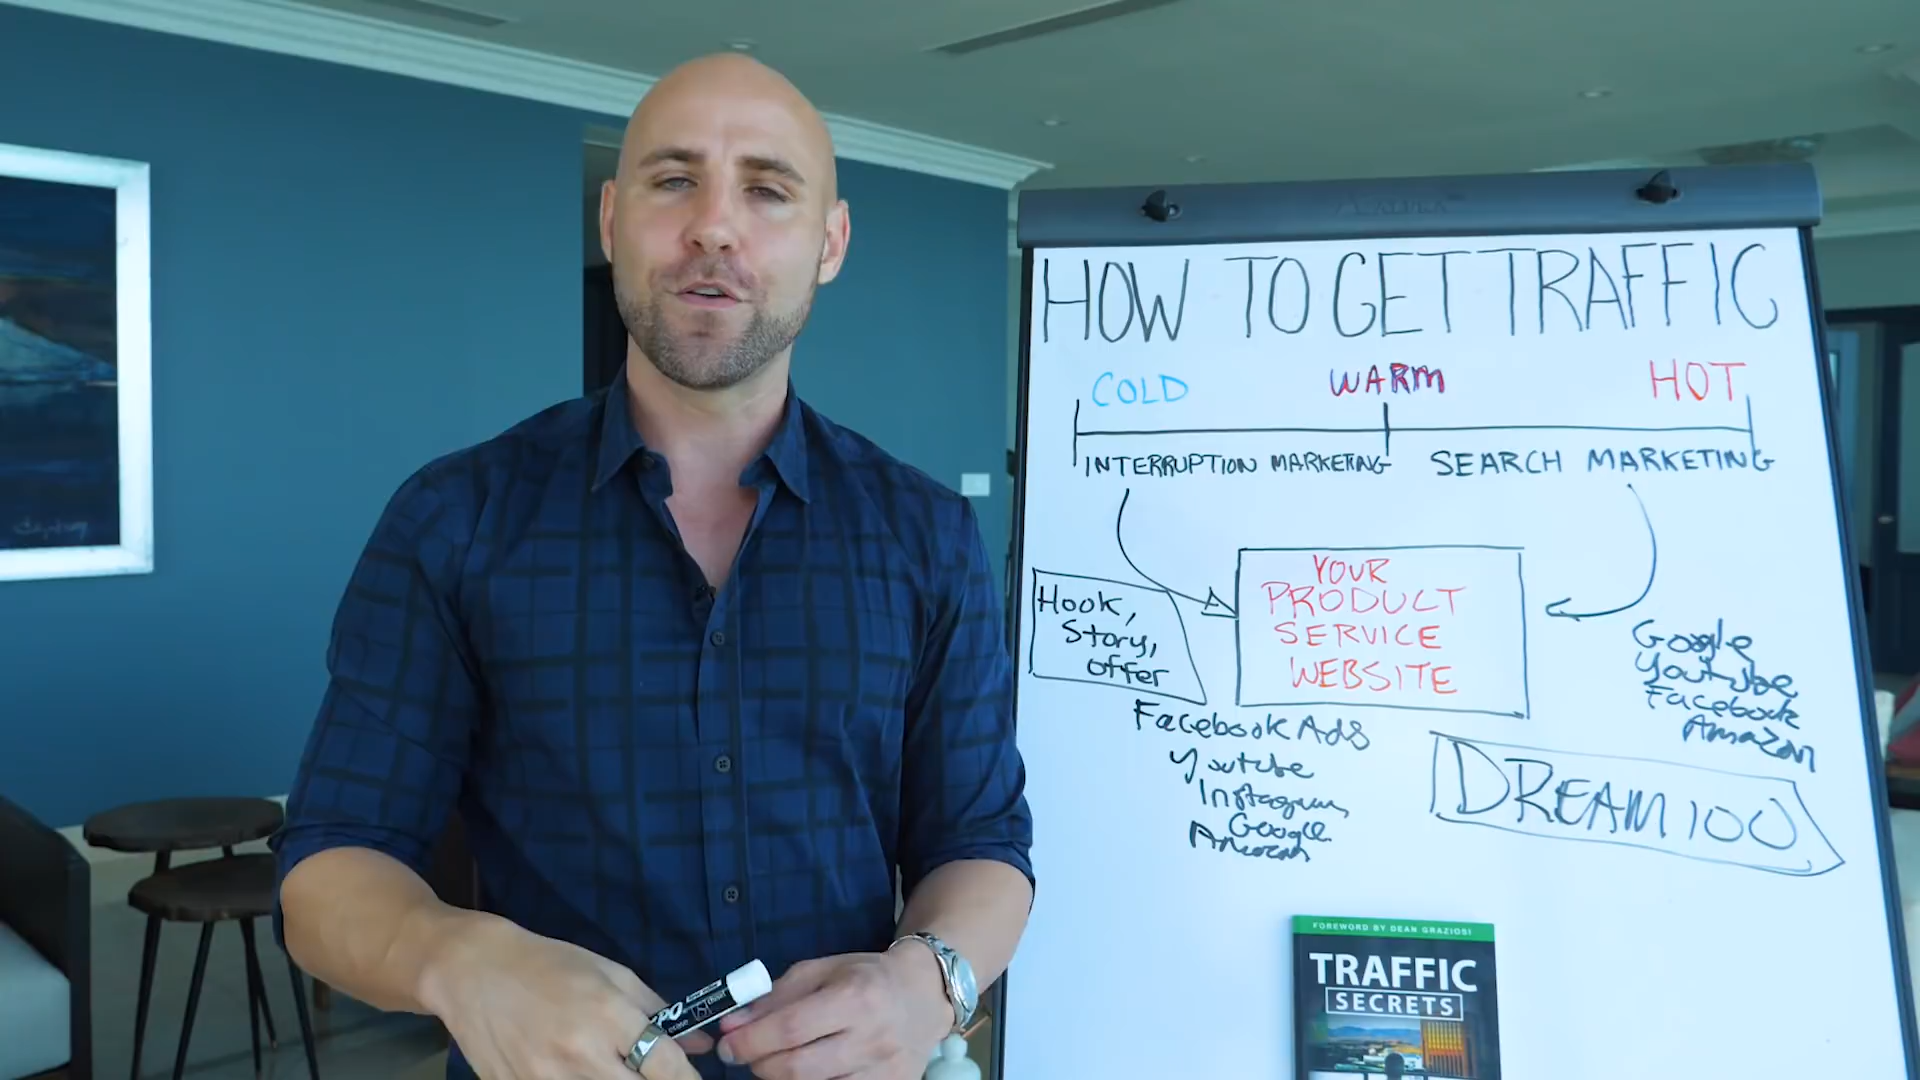 HOW TO GET TRAFFIC
COLD WARM HOT
INTERRUPTION MARKETING SEARCH MARKETING
Hook,
Story,
offer
YOUR
PRODUCT
SERVICE
WEBSITE
Google
Youtube
Facebook
Amazon
Facebook Ads
Youtube
Instagram
Google
Amazon
DREAM 100
FOREWORD BY DEAN GRAZIOSI
TRAFFIC
SECRETS